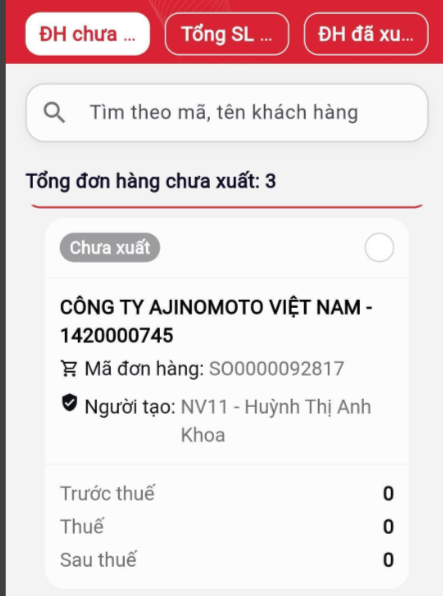 ĐH chưa ...
Tổng SL ...
ĐH đã xu...
Tìm theo mã, tên khách hàng
Tổng đơn hàng chưa xuất: 3
Chưa xuất
CÔNG TY AJINOMOTO VIỆT NAM -
1420000745
Mã đơn hàng: SO0000092817
Người tạo: NV11 - Huỳnh Thị Anh
Khoa
Trước thuế 0
Thuế 0
Sau thuế 0